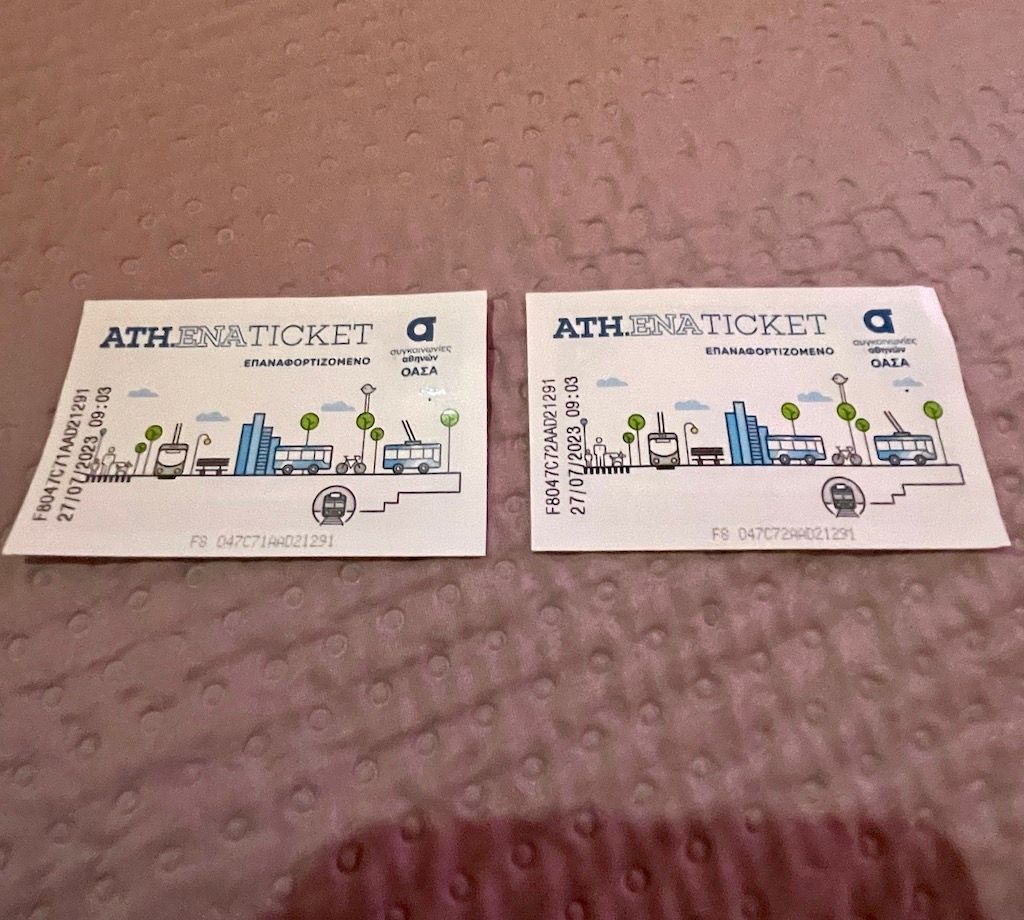 ATH.ENA TICKET
ΕΠΑΝΑΦΟΡΤΙΖΟΜΕΝΟ
συγκοινωνίες
αθηνών
ΟΑΣΑ
F8047C71AAD21291
27/07/2023 09:03
F8 047C71AAD21291
ATH.ENA TICKET
ΕΠΑΝΑΦΟΡΤΙΖΟΜΕΝΟ
συγκοινωνίες
αθηνών
ΟΑΣΑ
F8047C72AAD21291
27/07/2023 09:03
F8 047C72AAD21291